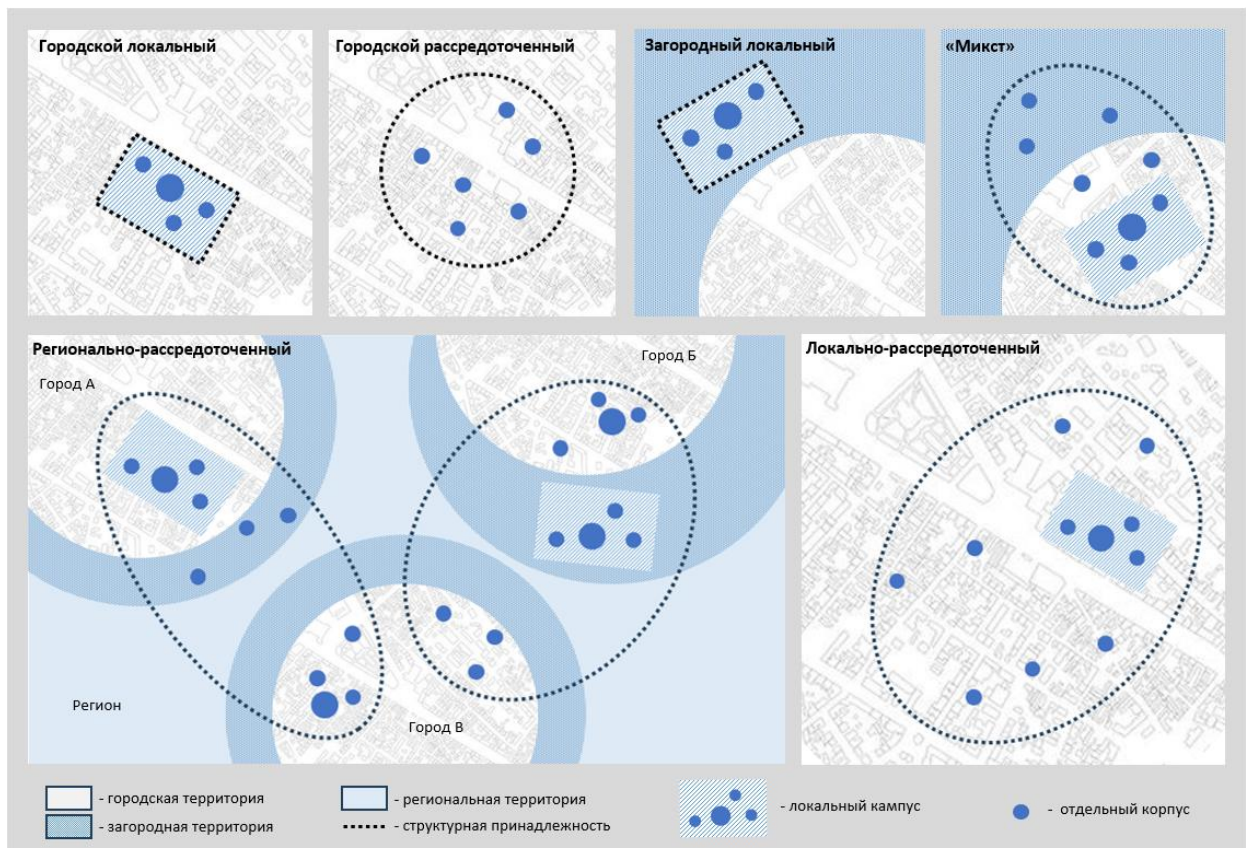 Городской локальный
Городской рассредоточенный
Загородный локальный
«Микст»
Регионально-рассредоточенный
Город А
Город Б
Регион
Город В
Локально-рассредоточенный
- городская территория
- загородная территория
- региональная территория
- структурная принадлежность
- локальный кампус
- отдельный корпус